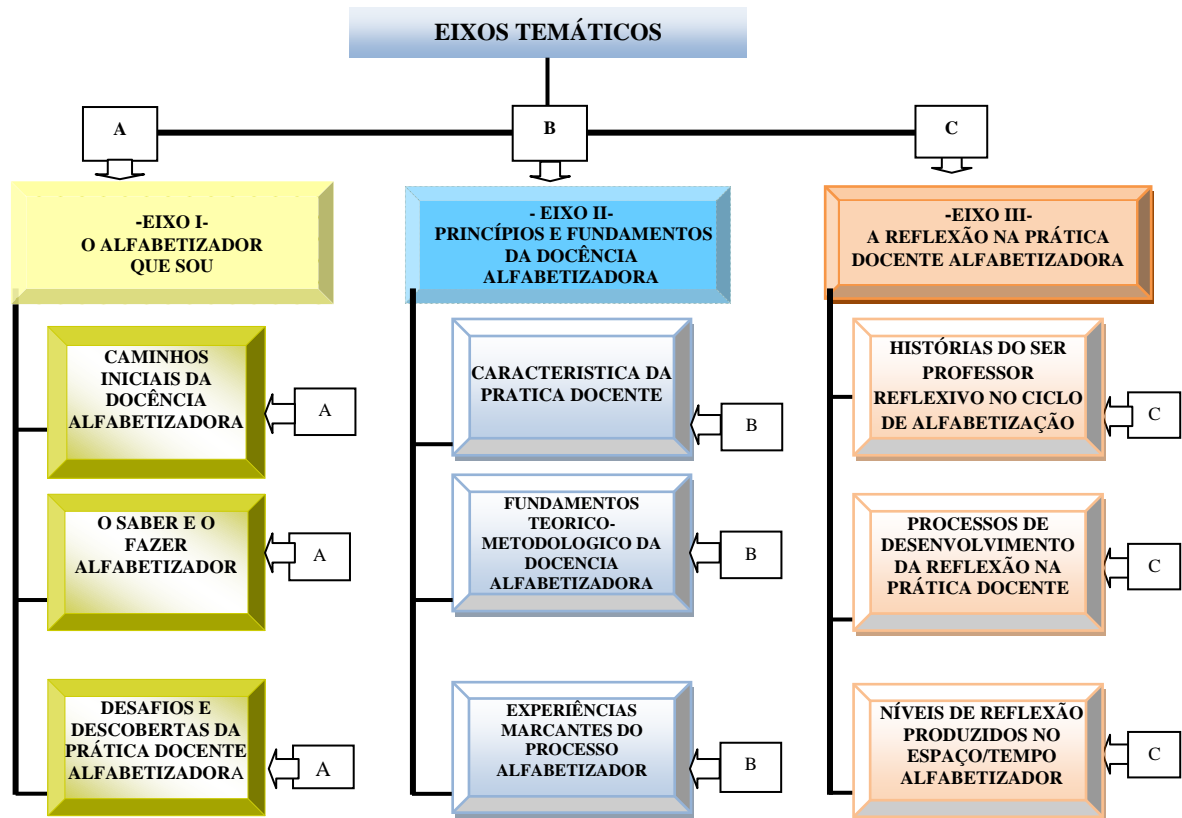 EIXOS TEMÁTICOS
A
B
C
-EIXO I-
O ALFABETIZADOR
QUE SOU
- EIXO II-
PRINCÍPIOS E FUNDAMENTOS
DA DOCÊNCIA
ALFABETIZADORA
-EIXO III-
A REFLEXÃO NA PRÁTICA
DOCENTE ALFABETIZADORA
CAMINHOS
INICIAIS DA
DOCÊNCIA
ALFABETIZADORA
A
CARACTERISTICA DA
PRATICA DOCENTE
B
HISTÓRIAS DO SER
PROFESSOR
REFLEXIVO NO CICLO
DE ALFABETIZAÇÃO
C
O SABER E O
FAZER
ALFABETIZADOR
A
FUNDAMENTOS
TEORICO-
METODOLOGICO DA
DOCENCIA
ALFABETIZADORA
B
PROCESSOS DE
DESENVOLVIMENTO
DA REFLEXÃO NA
PRÁTICA DOCENTE
C
DESAFIOS E
DESCOBERTAS DA
PRÁTICA DOCENTE
ALFABETIZADORA
A
EXPERIÊNCIAS
MARCANTES DO
PROCESSO
ALFABETIZADOR
B
NÍVEIS DE REFLEXÃO
PRODUZIDOS NO
ESPAÇO/TEMPO
ALFABETIZADOR
C